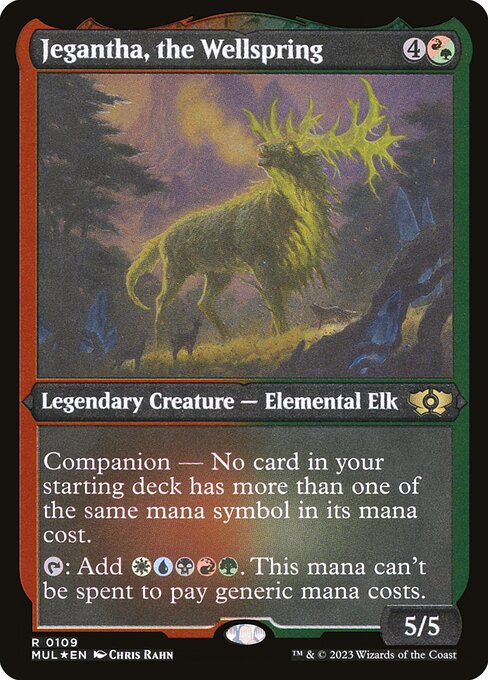 Jegantha, the Wellspring 4
Legendary Creature — Elemental Elk
Companion — No card in your
starting deck has more than one of
the same mana symbol in its mana
cost.
: Add . This mana can't
be spent to pay generic mana costs.
5/5
R 0109
MUL★EN Chris Rahn
™ & © 2023 Wizards of the Coast